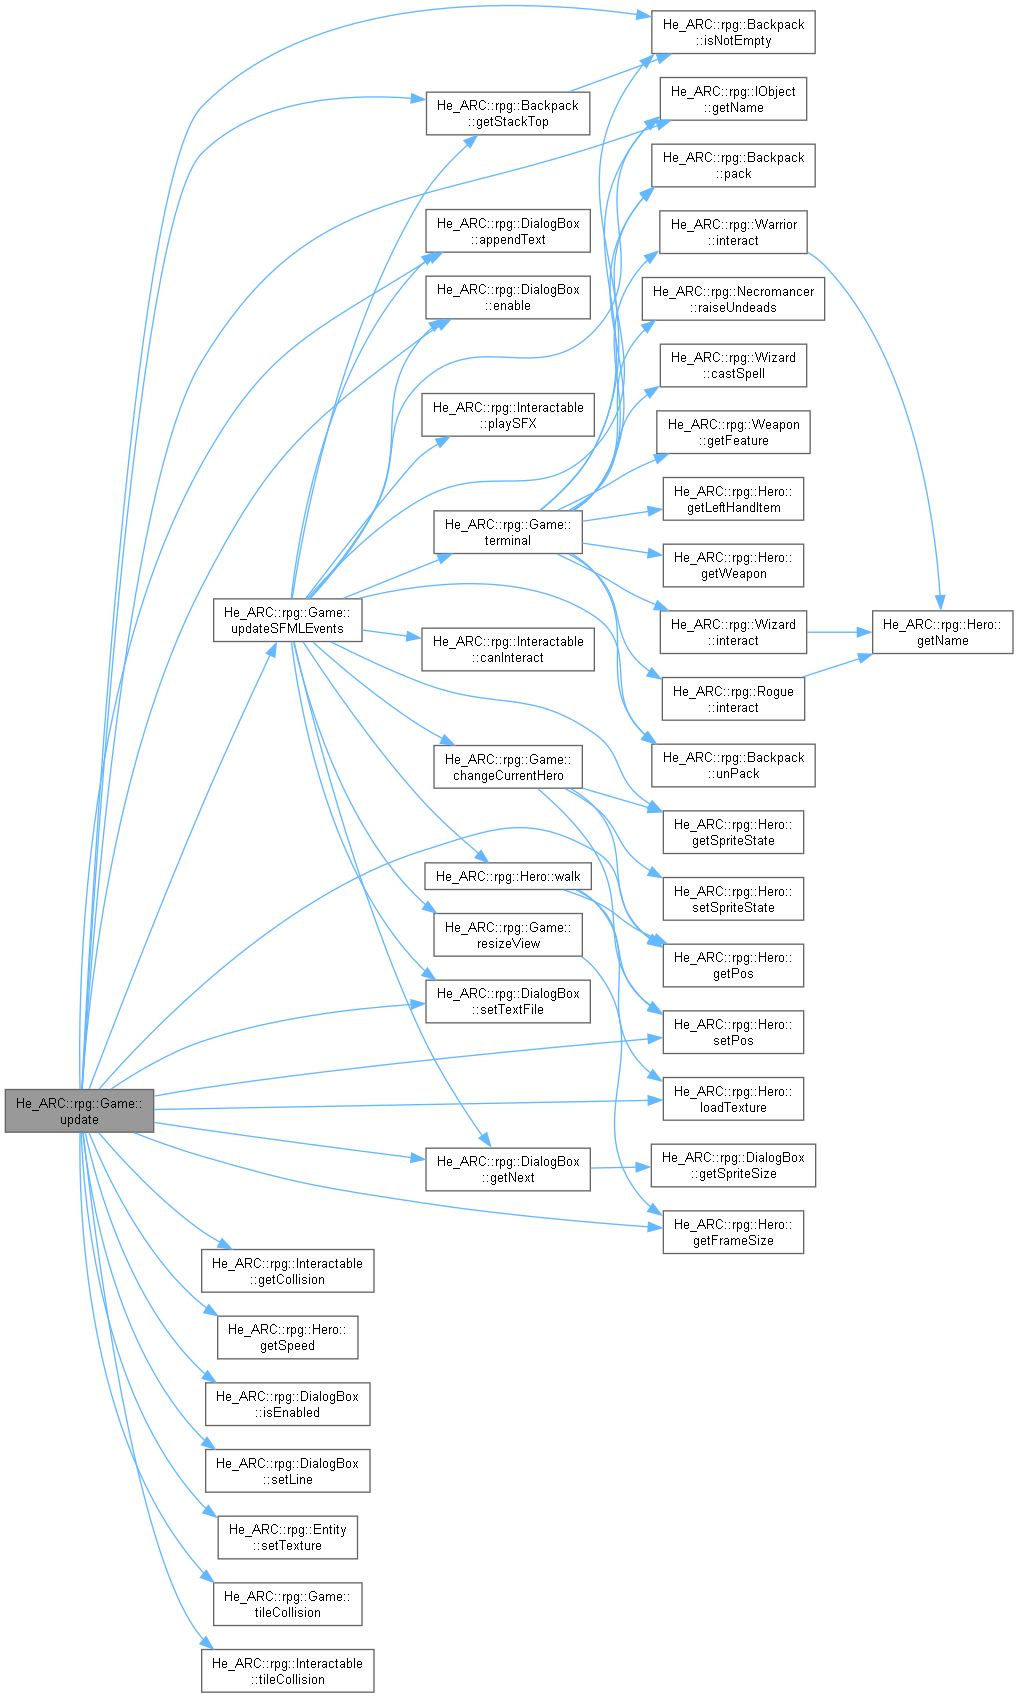 He_ARC::rpg::Backpack
::isNotEmpty
He_ARC::rpg::IObject
::getName
He_ARC::rpg::Backpack
::getStackTop
He_ARC::rpg::Backpack
::pack
He_ARC::rpg::DialogBox
::appendText
He_ARC::rpg::Warrior
::interact
He_ARC::rpg::DialogBox
::enable
He_ARC::rpg::Necromancer
::raiseUndeads
He_ARC::rpg::Wizard
::castSpell
He_ARC::rpg::Interactable
::playSFX
He_ARC::rpg::Weapon
::getFeature
He_ARC::rpg::Hero::
getLeftHandItem
He_ARC::rpg::Game::
terminal
He_ARC::rpg::Hero::
getWeapon
He_ARC::rpg::Game::
updateSFMLEvents
He_ARC::rpg::Wizard
::interact
He_ARC::rpg::Hero::
getName
He_ARC::rpg::Interactable
::canInteract
He_ARC::rpg::Rogue
::interact
He_ARC::rpg::Game::
changeCurrentHero
He_ARC::rpg::Backpack
::unPack
He_ARC::rpg::Hero::
getSpriteState
He_ARC::rpg::Hero::walk
He_ARC::rpg::Hero::
setSpriteState
He_ARC::rpg::Game::
resizeView
He_ARC::rpg::Hero::
getPos
He_ARC::rpg::DialogBox
::setTextFile
He_ARC::rpg::Hero::
setPos
He_ARC::rpg::Game::
update
He_ARC::rpg::Hero::
loadTexture
He_ARC::rpg::DialogBox
::getNext
He_ARC::rpg::DialogBox
::getSpriteSize
He_ARC::rpg::Hero::
getFrameSize
He_ARC::rpg::Interactable
::getCollision
He_ARC::rpg::Hero::
getSpeed
He_ARC::rpg::DialogBox
::isEnabled
He_ARC::rpg::DialogBox
::setLine
He_ARC::rpg::Entity
::setTexture
He_ARC::rpg::Game::
tileCollision
He_ARC::rpg::Interactable
::tileCollision